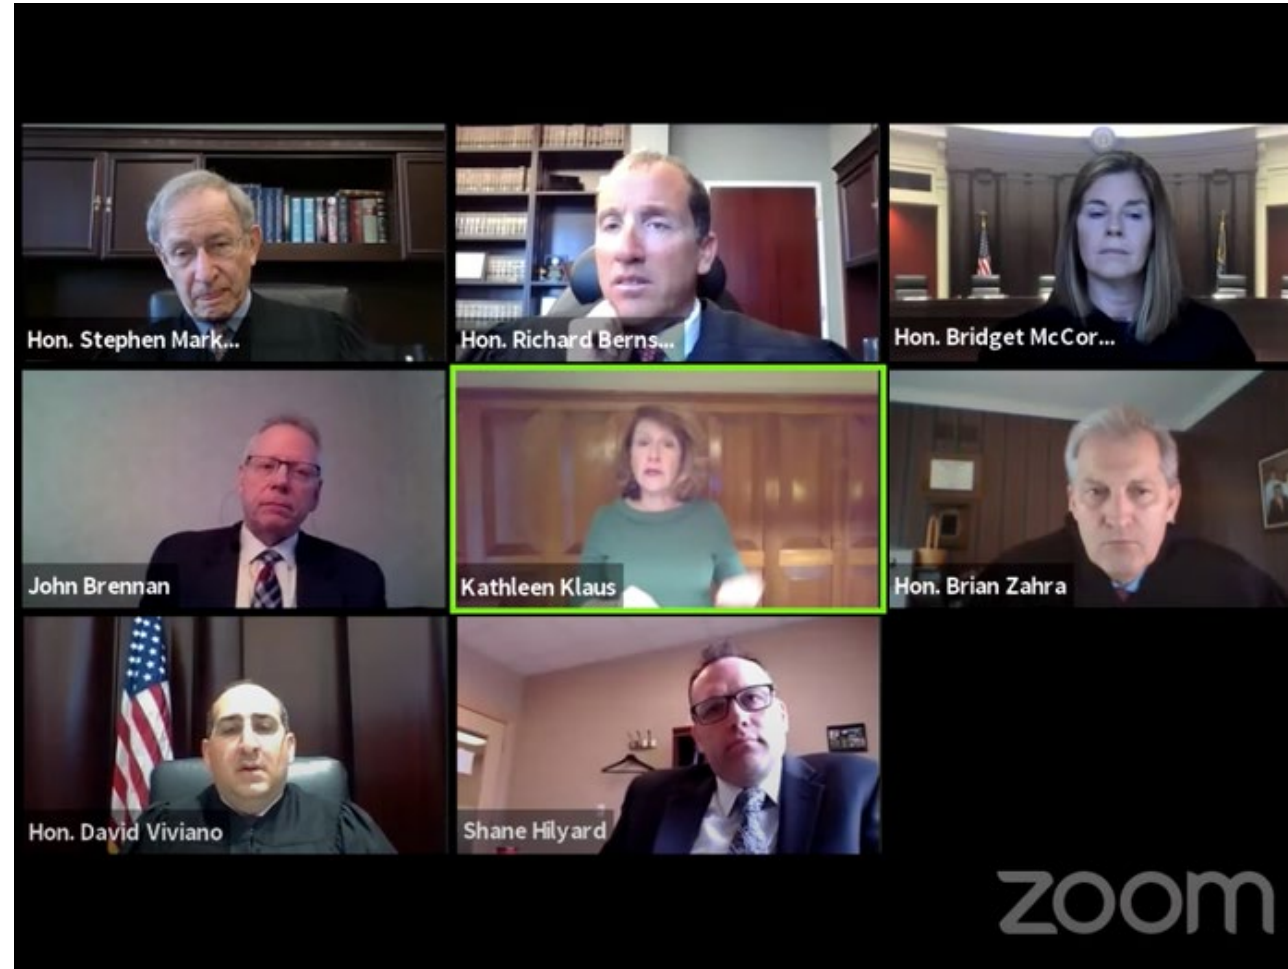 Hon. Stephen Mark...
Hon. Richard Berns...
Hon. Bridget McCor...
John Brennan
Kathleen Klaus
Hon. Brian Zahra
Hon. David Viviano
Shane Hilyard
zoom